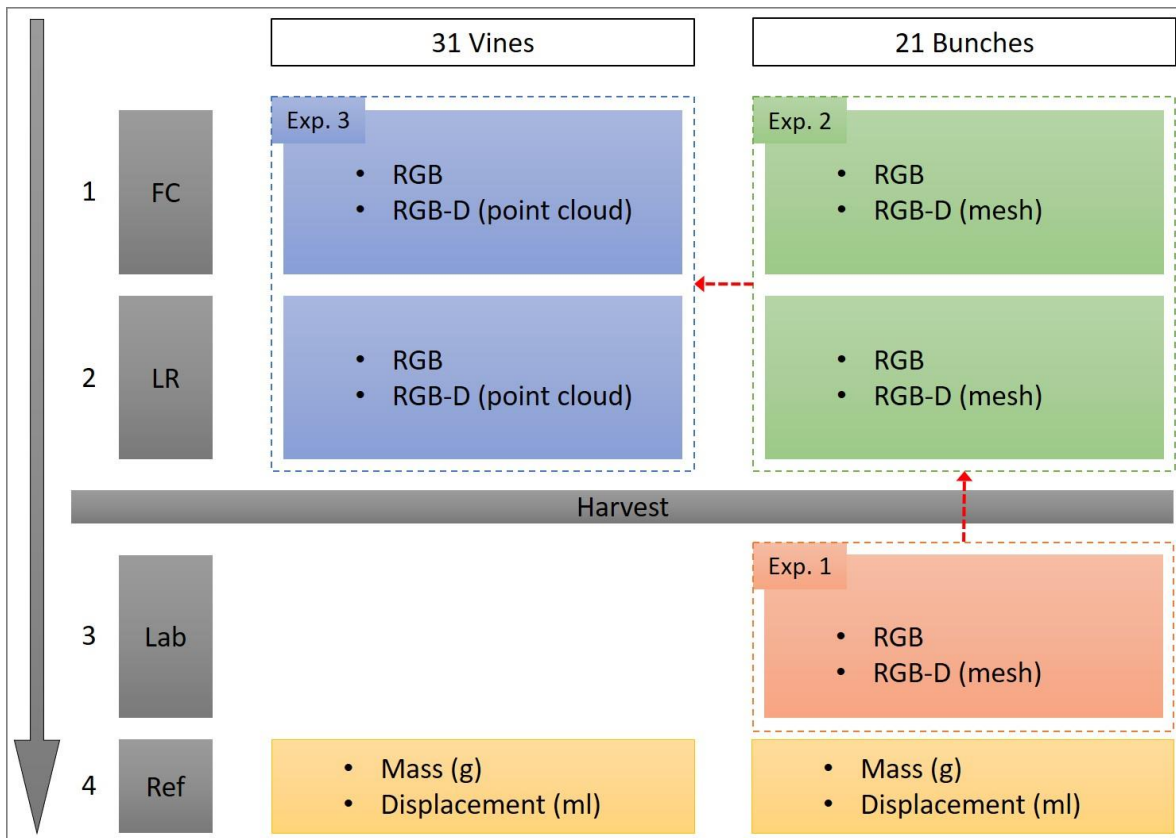 31 Vines
21 Bunches
Exp. 3
Exp. 2
1
FC
• RGB
• RGB-D (point cloud)
• RGB
• RGB-D (mesh)
2
LR
• RGB
• RGB-D (point cloud)
• RGB
• RGB-D (mesh)
Harvest
Exp. 1
3
Lab
• RGB
• RGB-D (mesh)
4
Ref
• Mass (g)
• Displacement (ml)
• Mass (g)
• Displacement (ml)